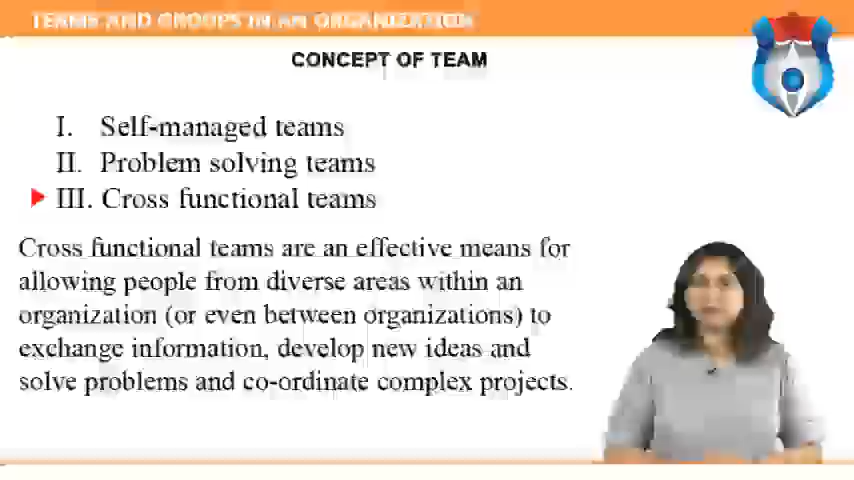 TERMS AND GROUPS IN AN ORGANIZATION
CONCEPT OF TEAM
I. Self-managed teams
II. Problem solving teams
III. Cross functional teams
Cross functional teams are an effective means for
allowing people from diverse areas within an
organization (or even between organizations) to
exchange information, develop new ideas and
solve problems and co-ordinate complex projects.